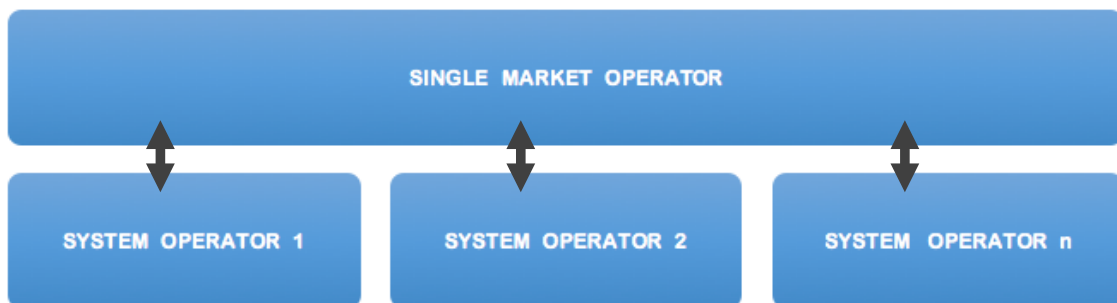 SINGLE MARKET OPERATOR
SYSTEM OPERATOR 1
SYSTEM OPERATOR 2
SYSTEM OPERATOR n